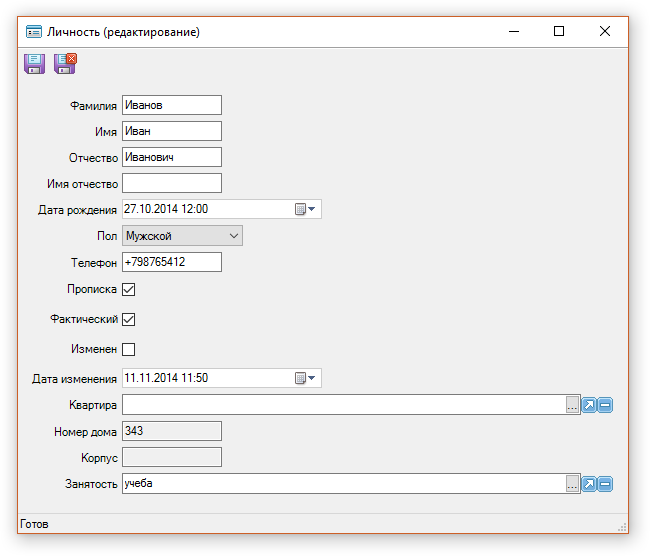 Личность (редактирование)
Фамилия Иванов
Имя Иван
Отчество Иванович
Имя отчество
Дата рождения 27.10.2014 12:00
Пол Мужской
Телефон +798765412
Прописка
Фактический
Изменен
Дата изменения 11.11.2014 11:50
Квартира ...
Номер дома 343
Корпус
Занятость учеба ...
Готов